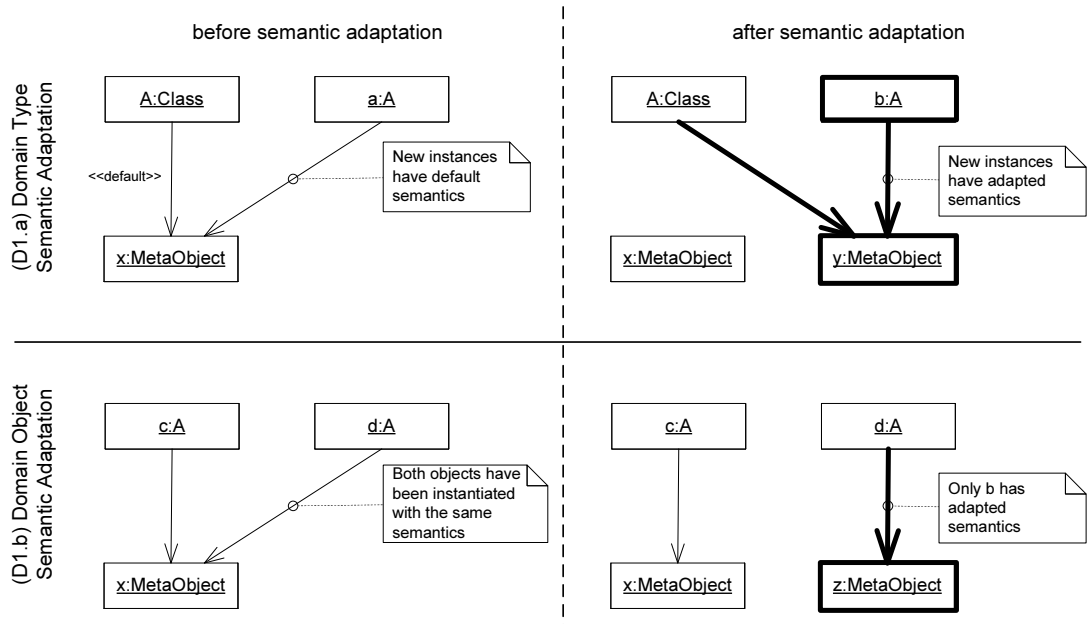 before semantic adaptation
after semantic adaptation
(D1.a) Domain Type
Semantic Adaptation
A:Class
a:A
<<default>>
New instances
have default
semantics
x:MetaObject
A:Class
b:A
New instances
have adapted
semantics
x:MetaObject
y:MetaObject
(D1.b) Domain Object
Semantic Adaptation
c:A
d:A
Both objects have
been instantiated
with the same
semantics
x:MetaObject
c:A
d:A
Only b has
adapted
semantics
x:MetaObject
z:MetaObject